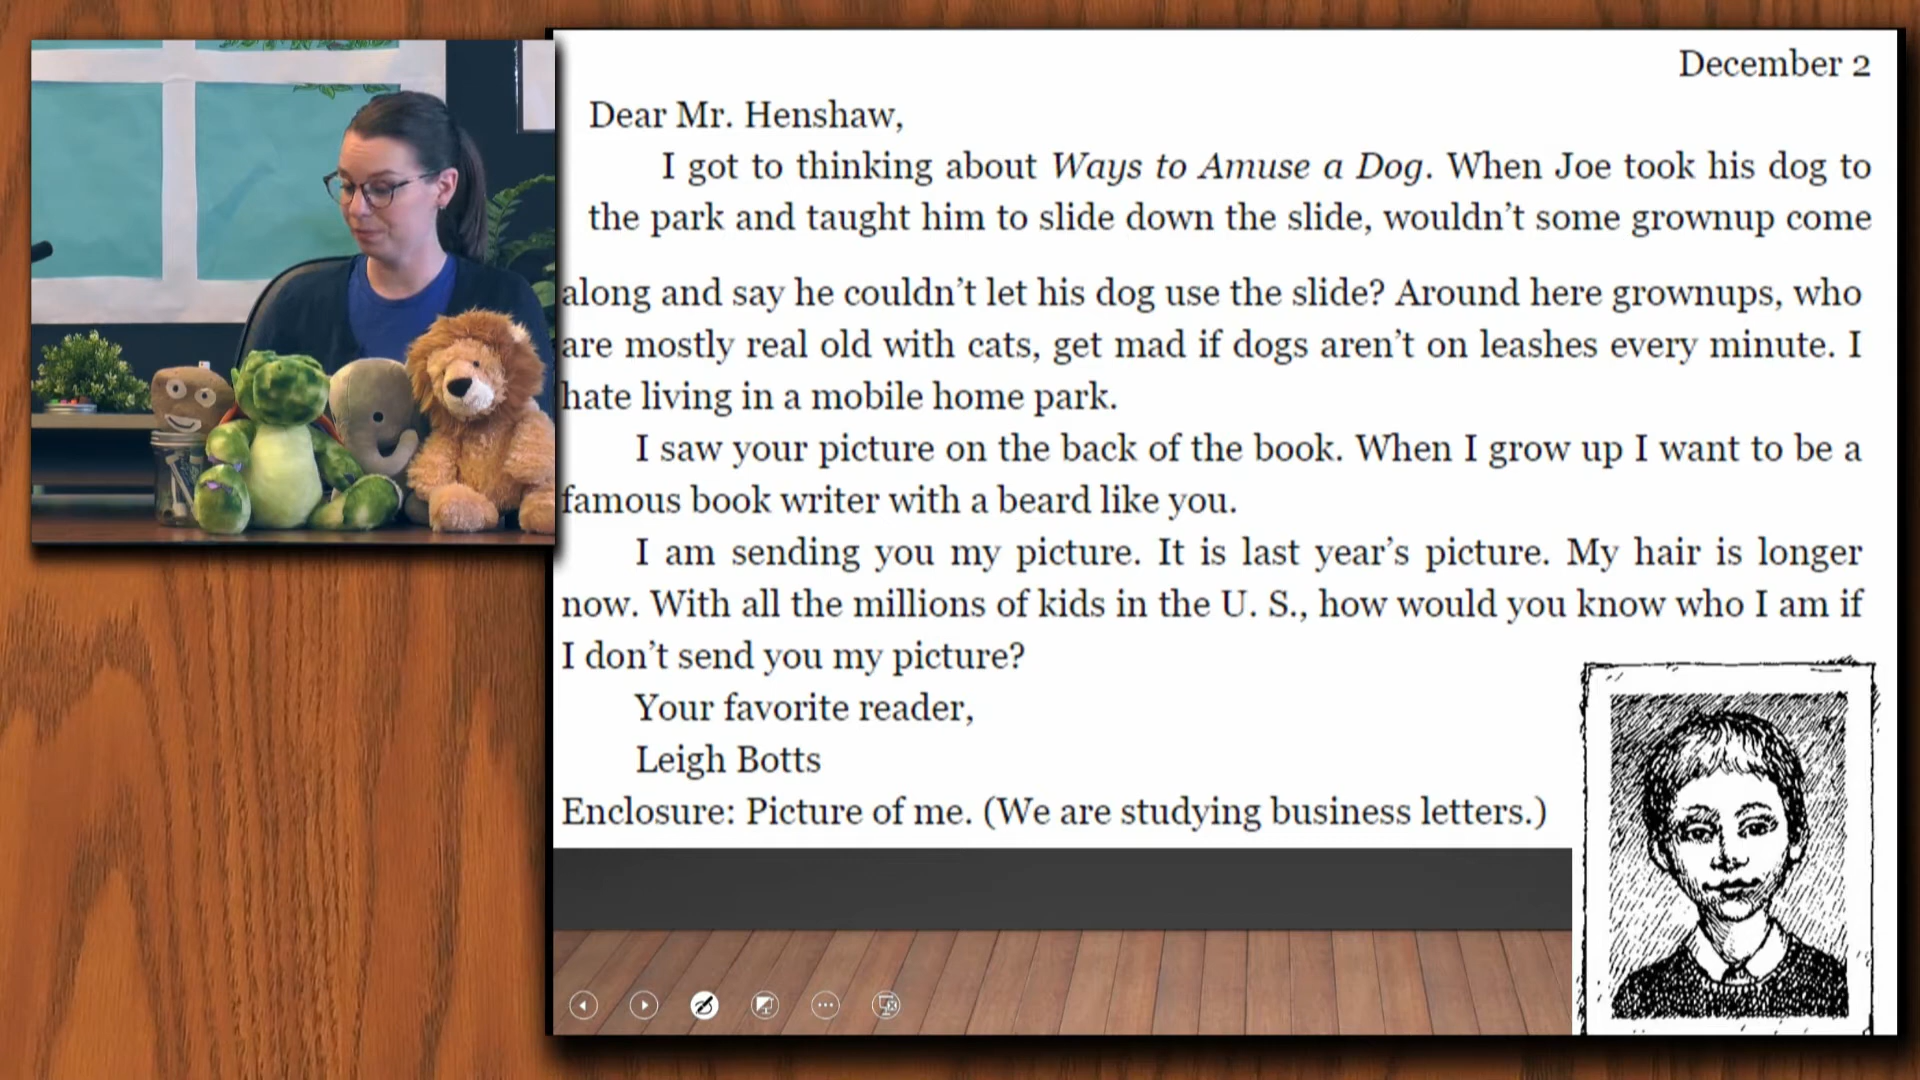 December 2
Dear Mr. Henshaw,
I got to thinking about Ways to Amuse a Dog. When Joe took his dog to
the park and taught him to slide down the slide, wouldn’t some grownup come
along and say he couldn’t let his dog use the slide? Around here grownups, who
are mostly real old with cats, get mad if dogs aren’t on leashes every minute. I
hate living in a mobile home park.
I saw your picture on the back of the book. When I grow up I want to be a
famous book writer with a beard like you.
I am sending you my picture. It is last year’s picture. My hair is longer
now. With all the millions of kids in the U. S., how would you know who I am if
I don’t send you my picture?
Your favorite reader,
Leigh Botts
Enclosure: Picture of me. (We are studying business letters.)